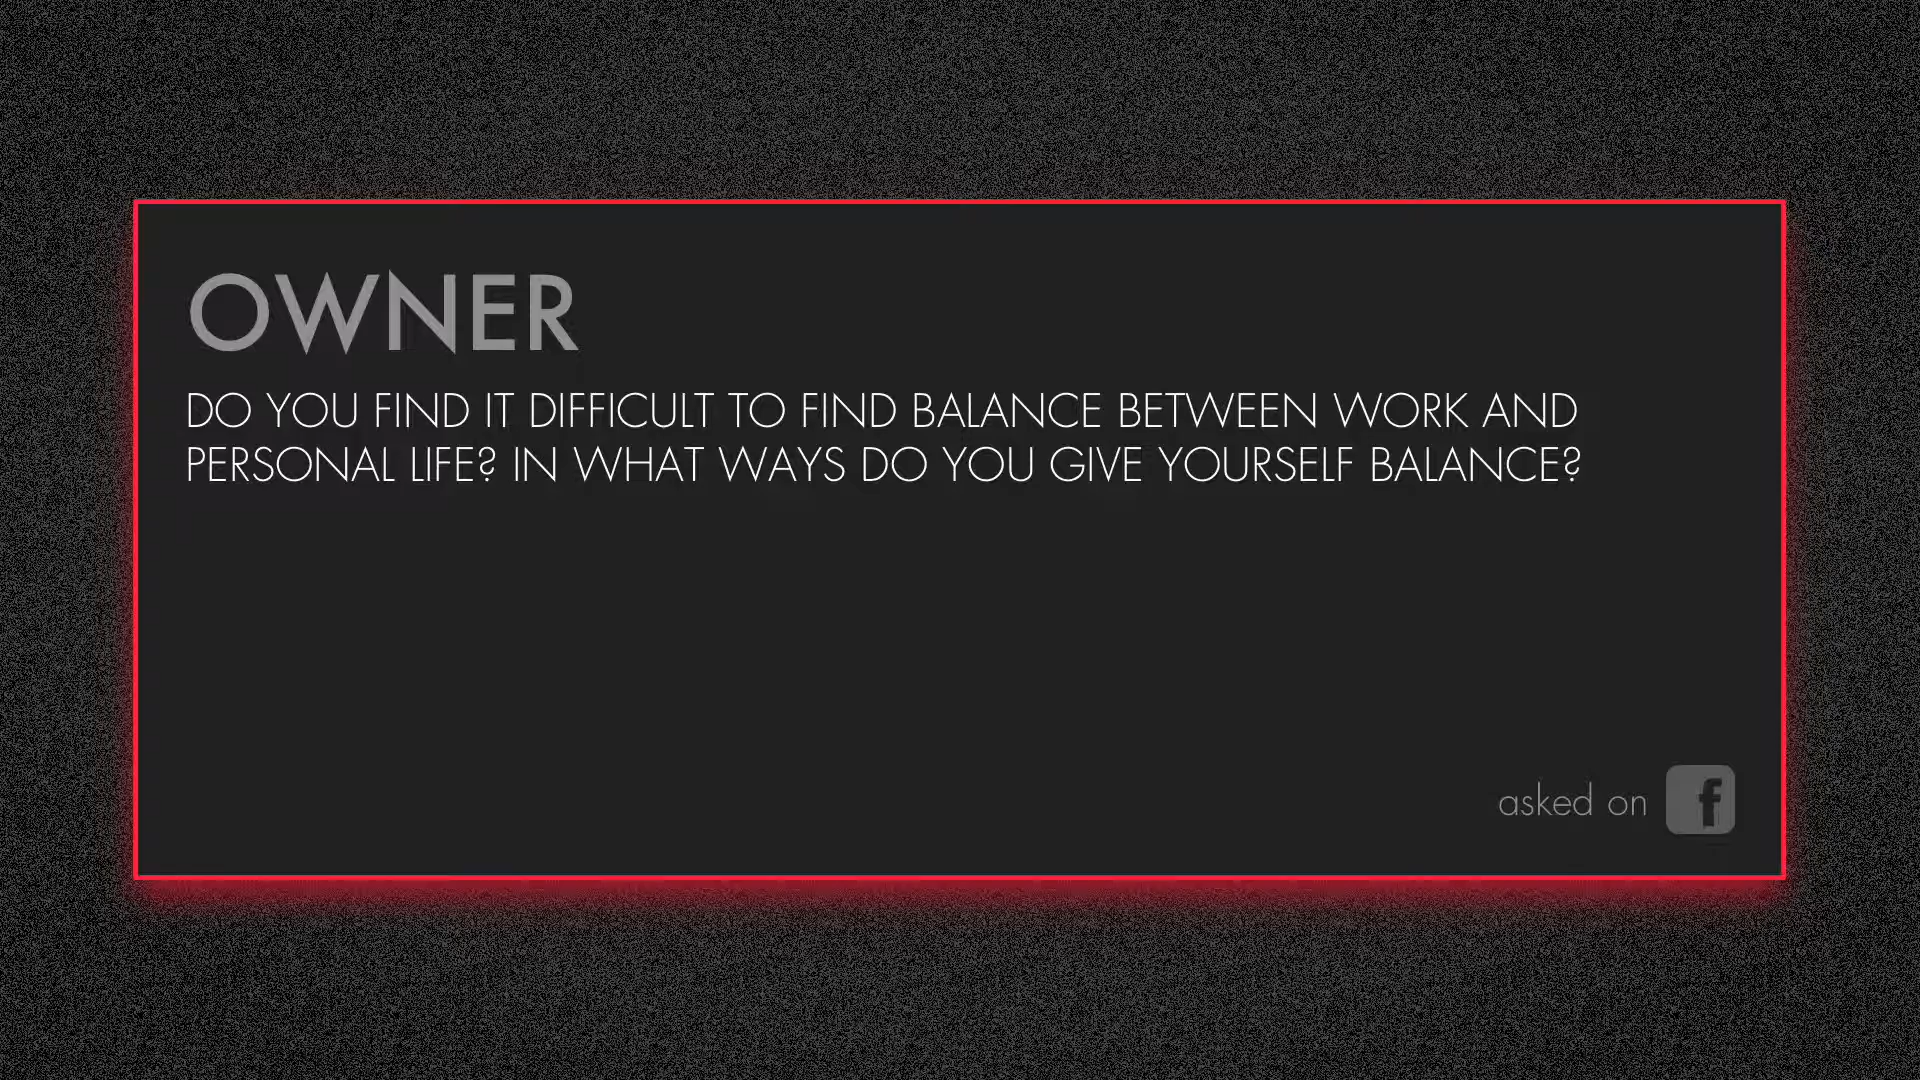 OWNER
DO YOU FIND IT DIFFICULT TO FIND BALANCE BETWEEN WORK AND
PERSONAL LIFE? IN WHAT WAYS DO YOU GIVE YOURSELF BALANCE?
asked on f